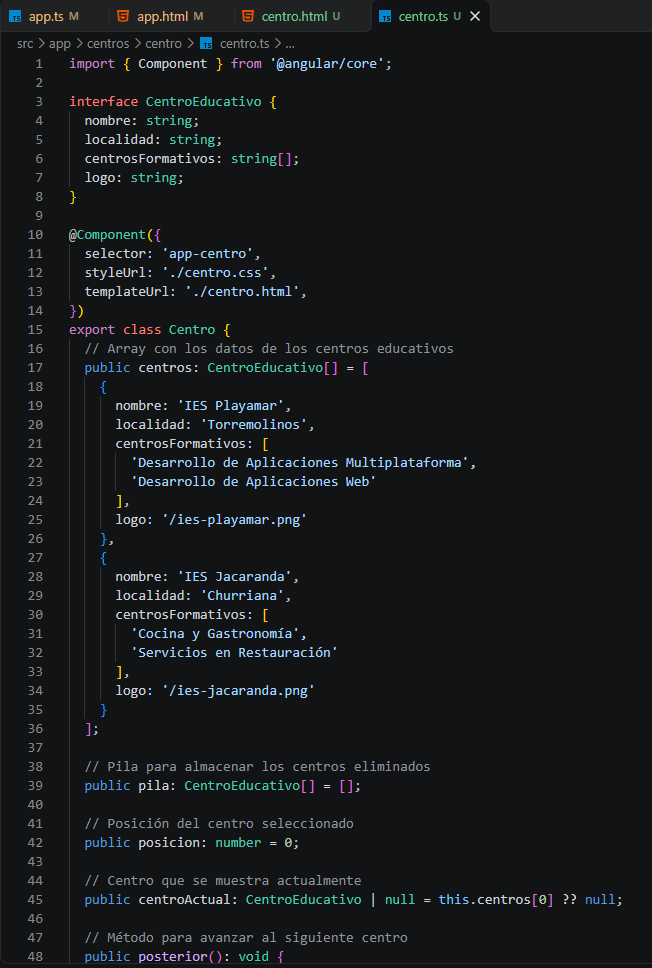 app.ts M app.html M centro.html U centro.ts U
src > app > centros > centro > centro.ts > ...
1 import { Component } from '@angular/core';
2
3 interface CentroEducativo {
4 nombre: string;
5 localidad: string;
6 centrosFormativos: string[];
7 logo: string;
8 }
9
10 @Component({
11 selector: 'app-centro',
12 styleUrl: './centro.css',
13 templateUrl: './centro.html',
14 })
15 export class Centro {
16 // Array con los datos de los centros educativos
17 public centros: CentroEducativo[] = [
18 {
19 nombre: 'IES Playamar',
20 localidad: 'Torremolinos',
21 centrosFormativos: [
22 'Desarrollo de Aplicaciones Multiplataforma',
23 'Desarrollo de Aplicaciones Web'
24 ],
25 logo: '/ies-playamar.png'
26 },
27 {
28 nombre: 'IES Jacaranda',
29 localidad: 'Churriana',
30 centrosFormativos: [
31 'Cocina y Gastronomía',
32 'Servicios en Restauración'
33 ],
34 logo: '/ies-jacaranda.png'
35 }
36 ];
37
38 // Pila para almacenar los centros eliminados
39 public pila: CentroEducativo[] = [];
40
41 // Posición del centro seleccionado
42 public posicion: number = 0;
43
44 // Centro que se muestra actualmente
45 public centroActual: CentroEducativo | null = this.centros[0] ?? null;
46
47 // Método para avanzar al siguiente centro
48 public posterior(): void {